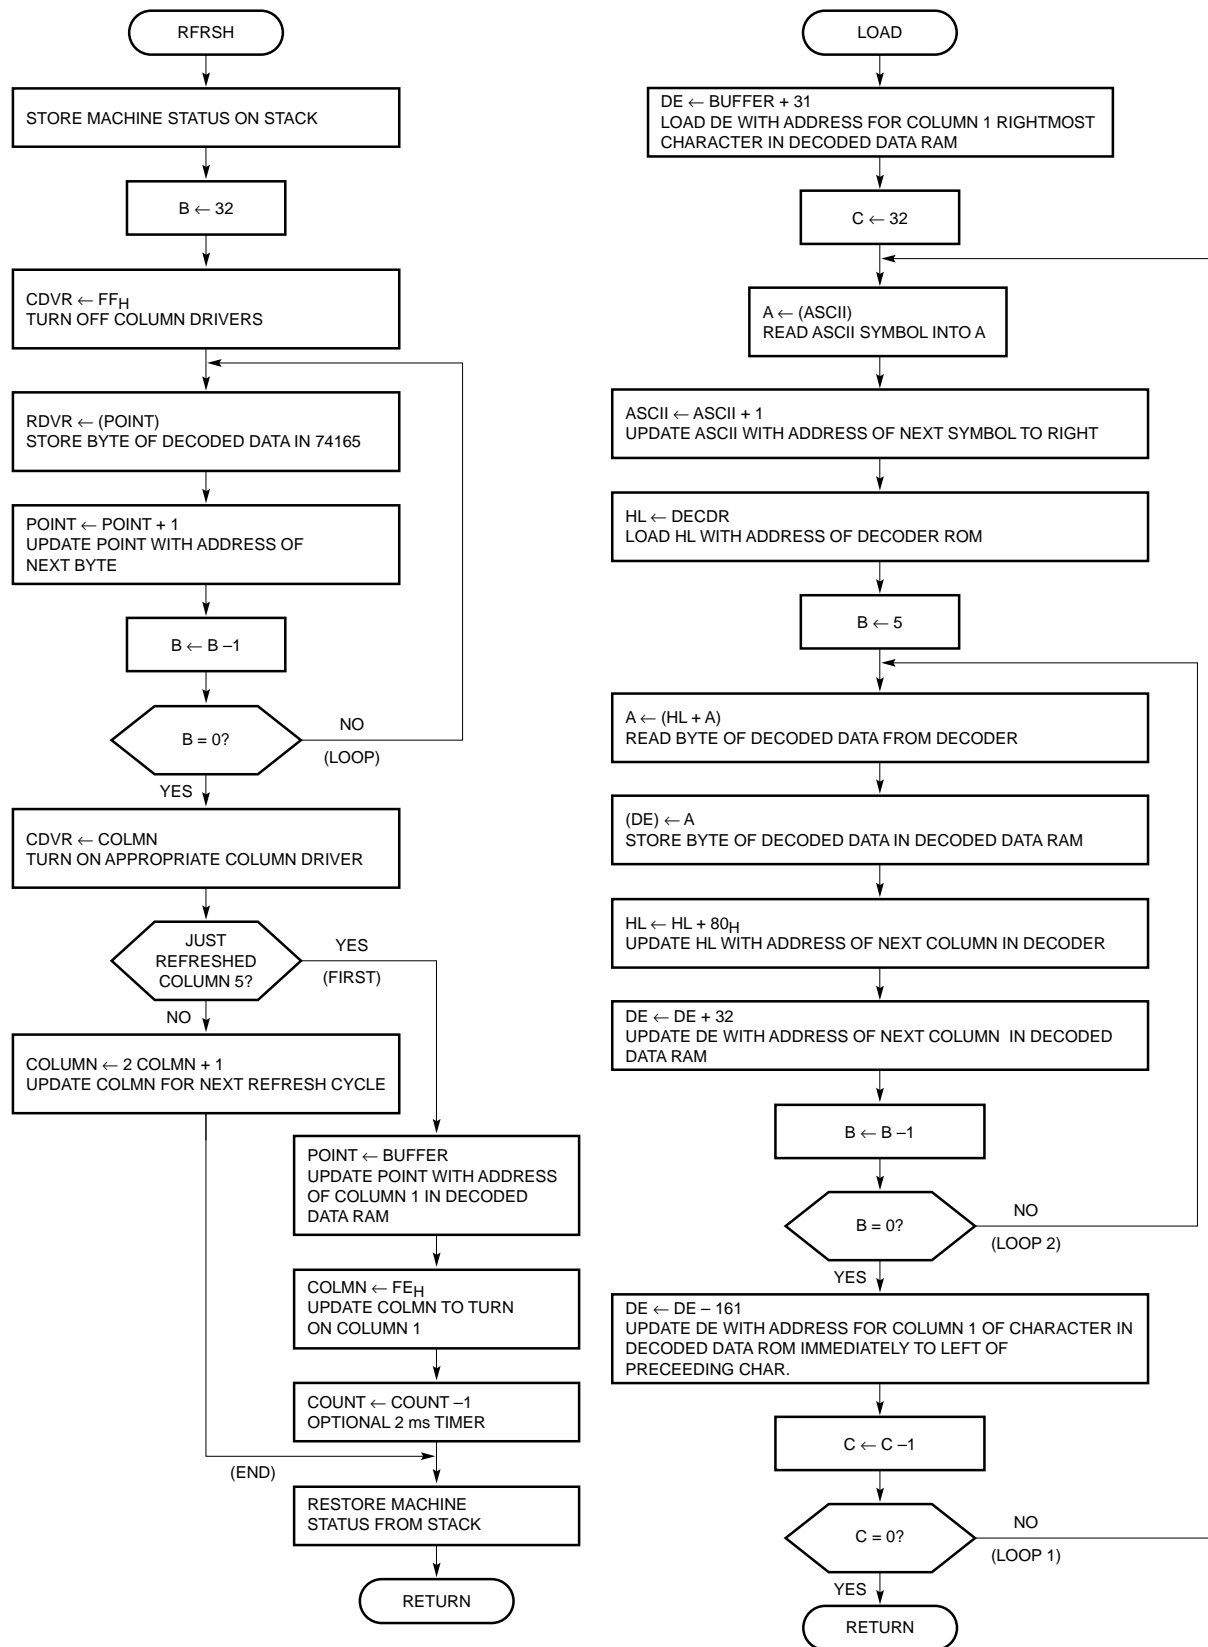 RFRSH
STORE MACHINE STATUS ON STACK
B ← 32
CDVR ← FFH
TURN OFF COLUMN DRIVERS
RDVR ← (POINT)
STORE BYTE OF DECODED DATA IN 74165
POINT ← POINT + 1
UPDATE POINT WITH ADDRESS OF
NEXT BYTE
B ← B –1
B = 0?
NO
(LOOP)
YES
CDVR ← COLMN
TURN ON APPROPRIATE COLUMN DRIVER
JUST
REFRESHED
COLUMN 5?
YES
(FIRST)
NO
COLUMN ← 2 COLMN + 1
UPDATE COLMN FOR NEXT REFRESH CYCLE
POINT ← BUFFER
UPDATE POINT WITH ADDRESS
OF COLUMN 1 IN DECODED
DATA RAM
COLMN ← FEH
UPDATE COLMN TO TURN
ON COLUMN 1
COUNT ← COUNT –1
OPTIONAL 2 ms TIMER
(END)
RESTORE MACHINE
STATUS FROM STACK
RETURN
LOAD
DE ← BUFFER + 31
LOAD DE WITH ADDRESS FOR COLUMN 1 RIGHTMOST
CHARACTER IN DECODED DATA RAM
C ← 32
A ← (ASCII)
READ ASCII SYMBOL INTO A
ASCII ← ASCII + 1
UPDATE ASCII WITH ADDRESS OF NEXT SYMBOL TO RIGHT
HL ← DECDR
LOAD HL WITH ADDRESS OF DECODER ROM
B ← 5
A ← (HL + A)
READ BYTE OF DECODED DATA FROM DECODER
(DE) ← A
STORE BYTE OF DECODED DATA IN DECODED DATA RAM
HL ← HL + 80H
UPDATE HL WITH ADDRESS OF NEXT COLUMN IN DECODER
DE ← DE + 32
UPDATE DE WITH ADDRESS OF NEXT COLUMN IN DECODED
DATA RAM
B ← B –1
B = 0?
NO
(LOOP 2)
YES
DE ← DE – 161
UPDATE DE WITH ADDRESS FOR COLUMN 1 OF CHARACTER IN
DECODED DATA ROM IMMEDIATELY TO LEFT OF
PRECEEDING CHAR.
C ← C –1
C = 0?
NO
(LOOP 1)
YES
RETURN